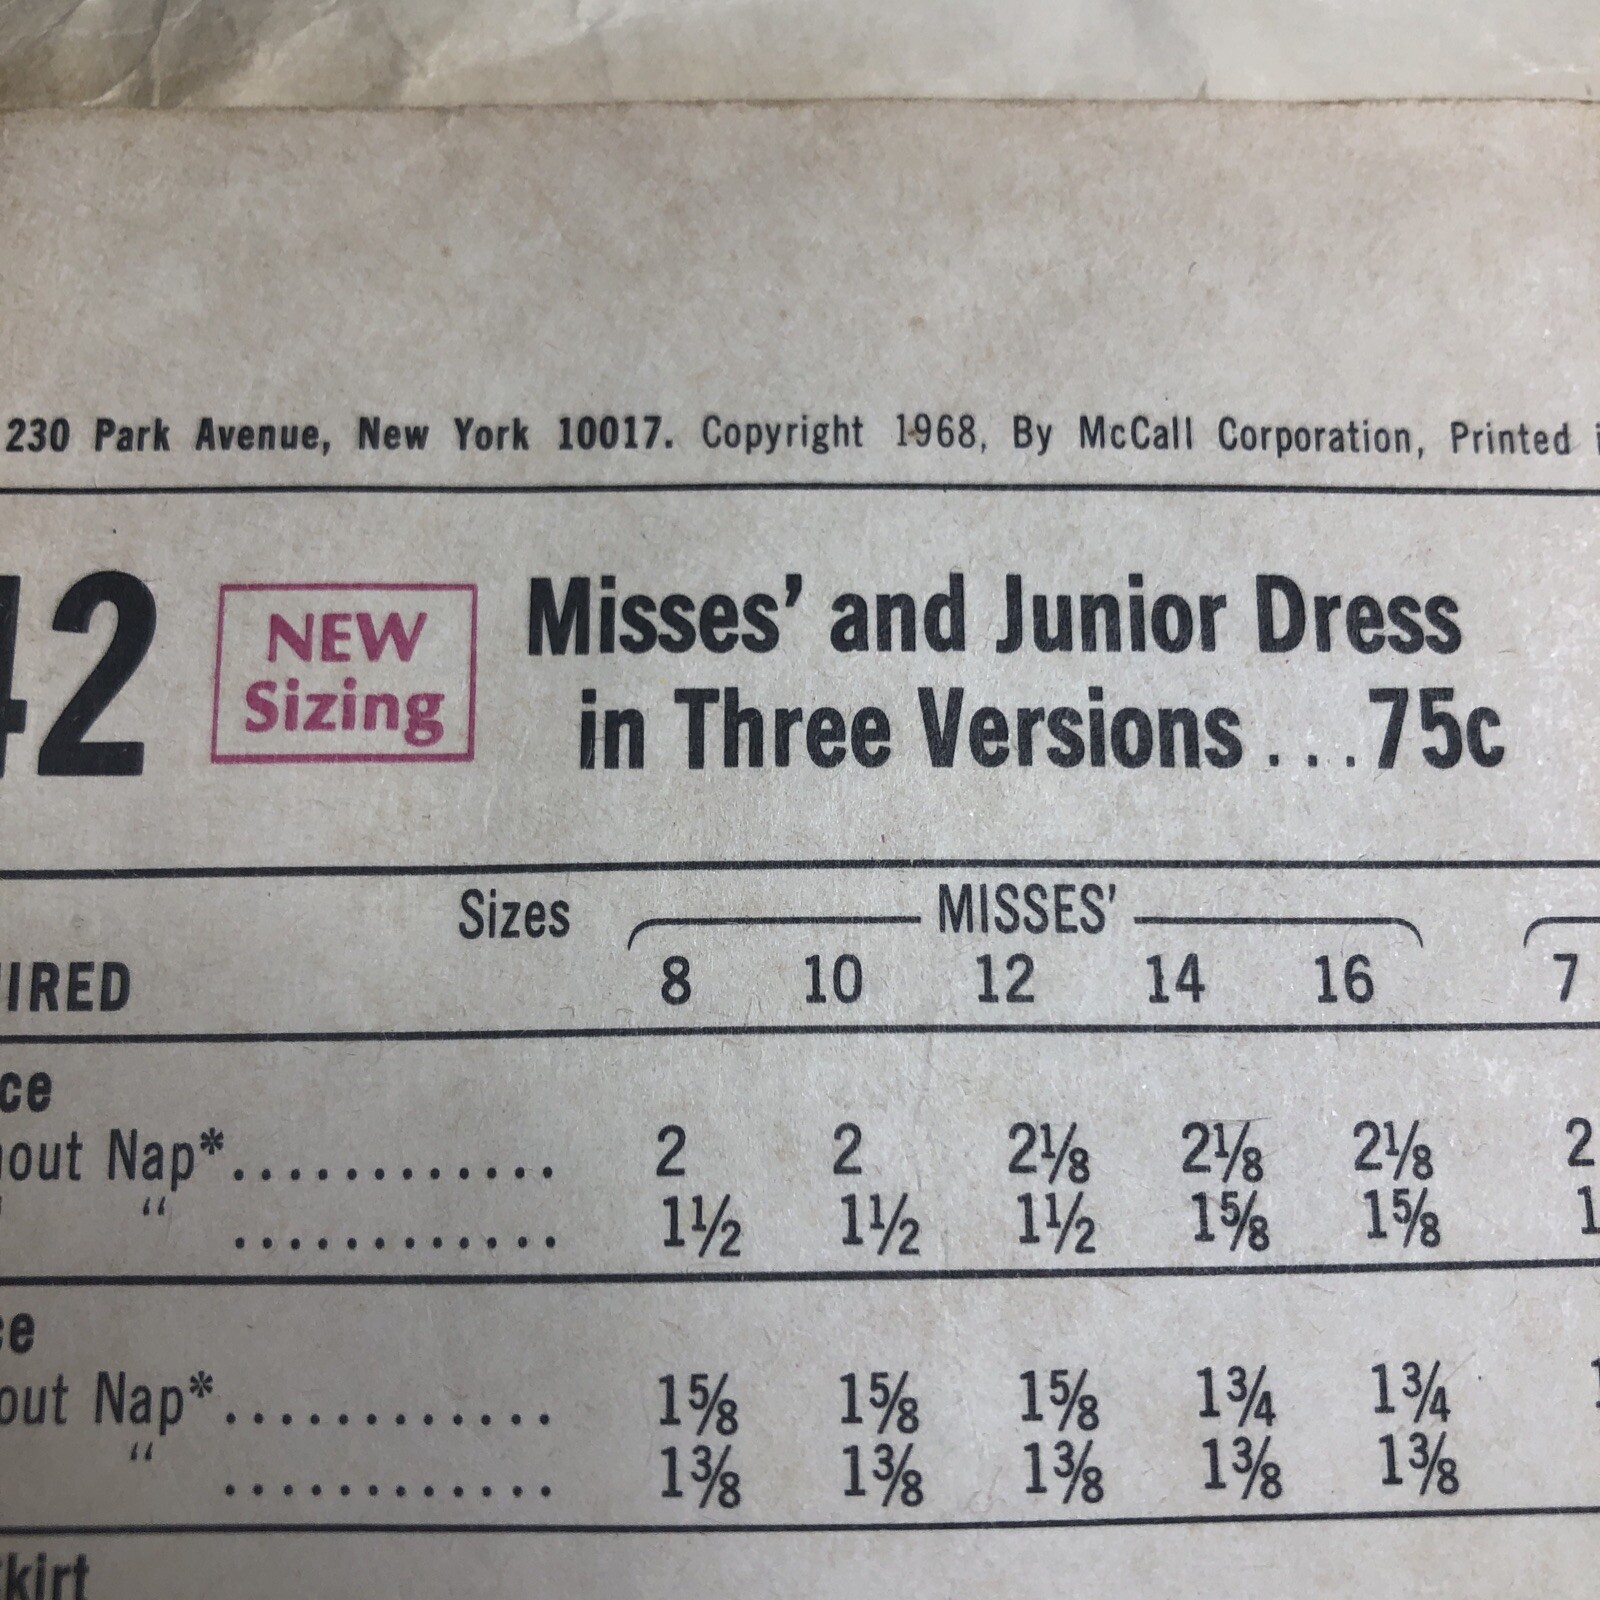 230 Park Avenue, New York 10017. Copyright 1968, By McCall Corporation, Printed
42
NEW
Sizing
Misses' and Junior Dress
in Three Versions...75c
Sizes MISSES'
IRED 8 10 12 14 16 7
ce
out Nap*............. 2 2 2⅛ 2⅛ 2⅛ 2
“ ............. 1½ 1½ 1½ 1⅝ 1⅝ 1
ce
out Nap*............. 1⅝ 1⅝ 1⅝ 1¾ 1¾ 1
“ ............. 1⅜ 1⅜ 1⅜ 1⅜ 1⅜
kirt